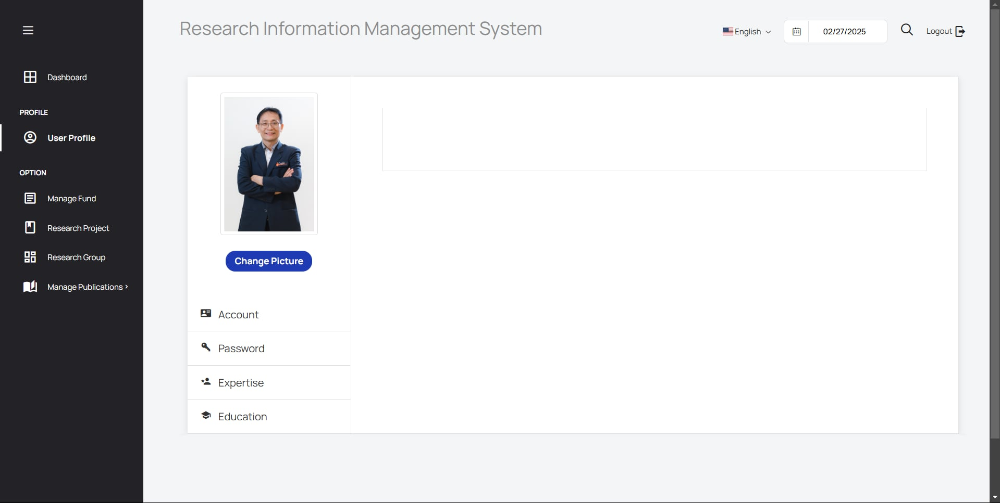 Research Information Management System
English
02/27/2025
Logout
Dashboard
PROFILE
User Profile
OPTION
Manage Fund
Research Project
Research Group
Manage Publications
Change Picture
Account
Password
Expertise
Education